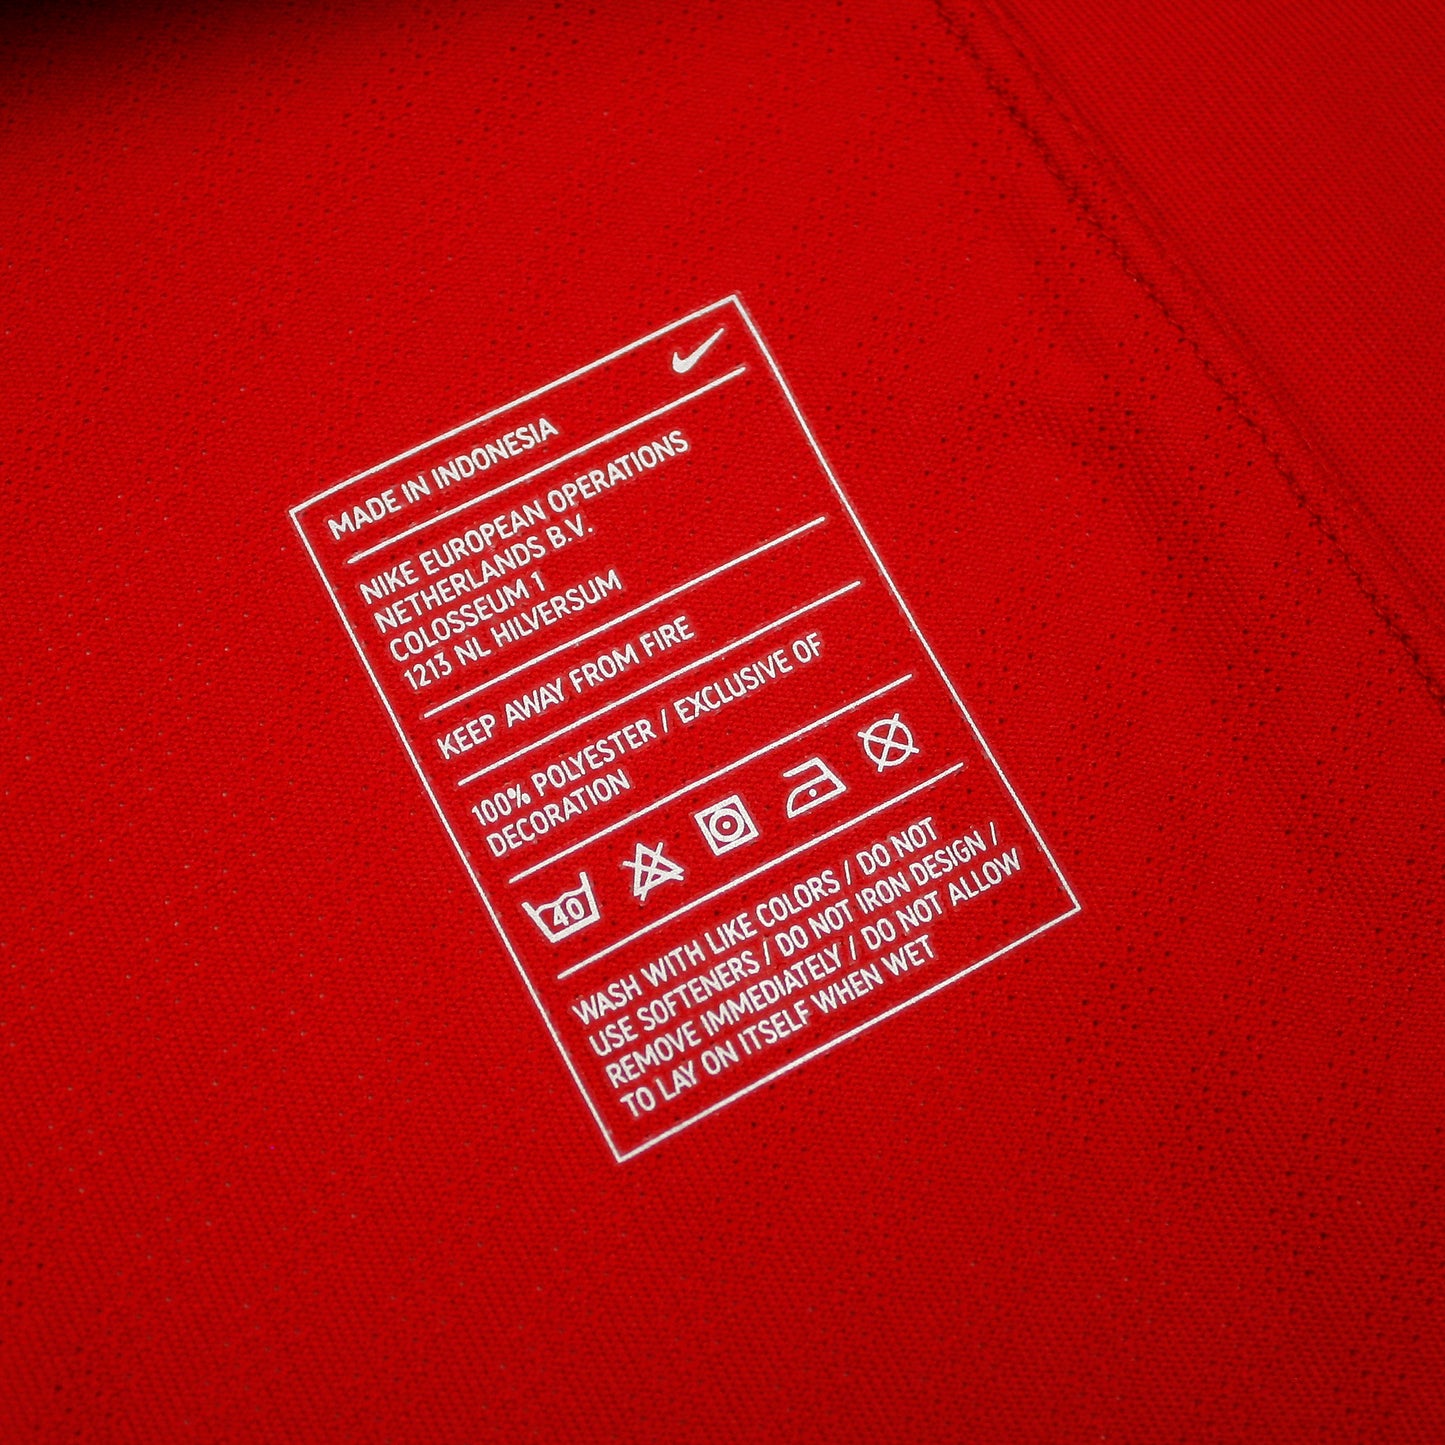 MADE IN INDONESIA
NIKE EUROPEAN OPERATIONS
NETHERLANDS B.V.
COLOSSEUM 1
1213 NL HILVERSUM
KEEP AWAY FROM FIRE
100% POLYESTER / EXCLUSIVE OF
DECORATION
40
WASH WITH LIKE COLORS / DO NOT
USE SOFTENERS / DO NOT IRON DESIGN /
REMOVE IMMEDIATELY / DO NOT ALLOW
TO LAY ON ITSELF WHEN WET